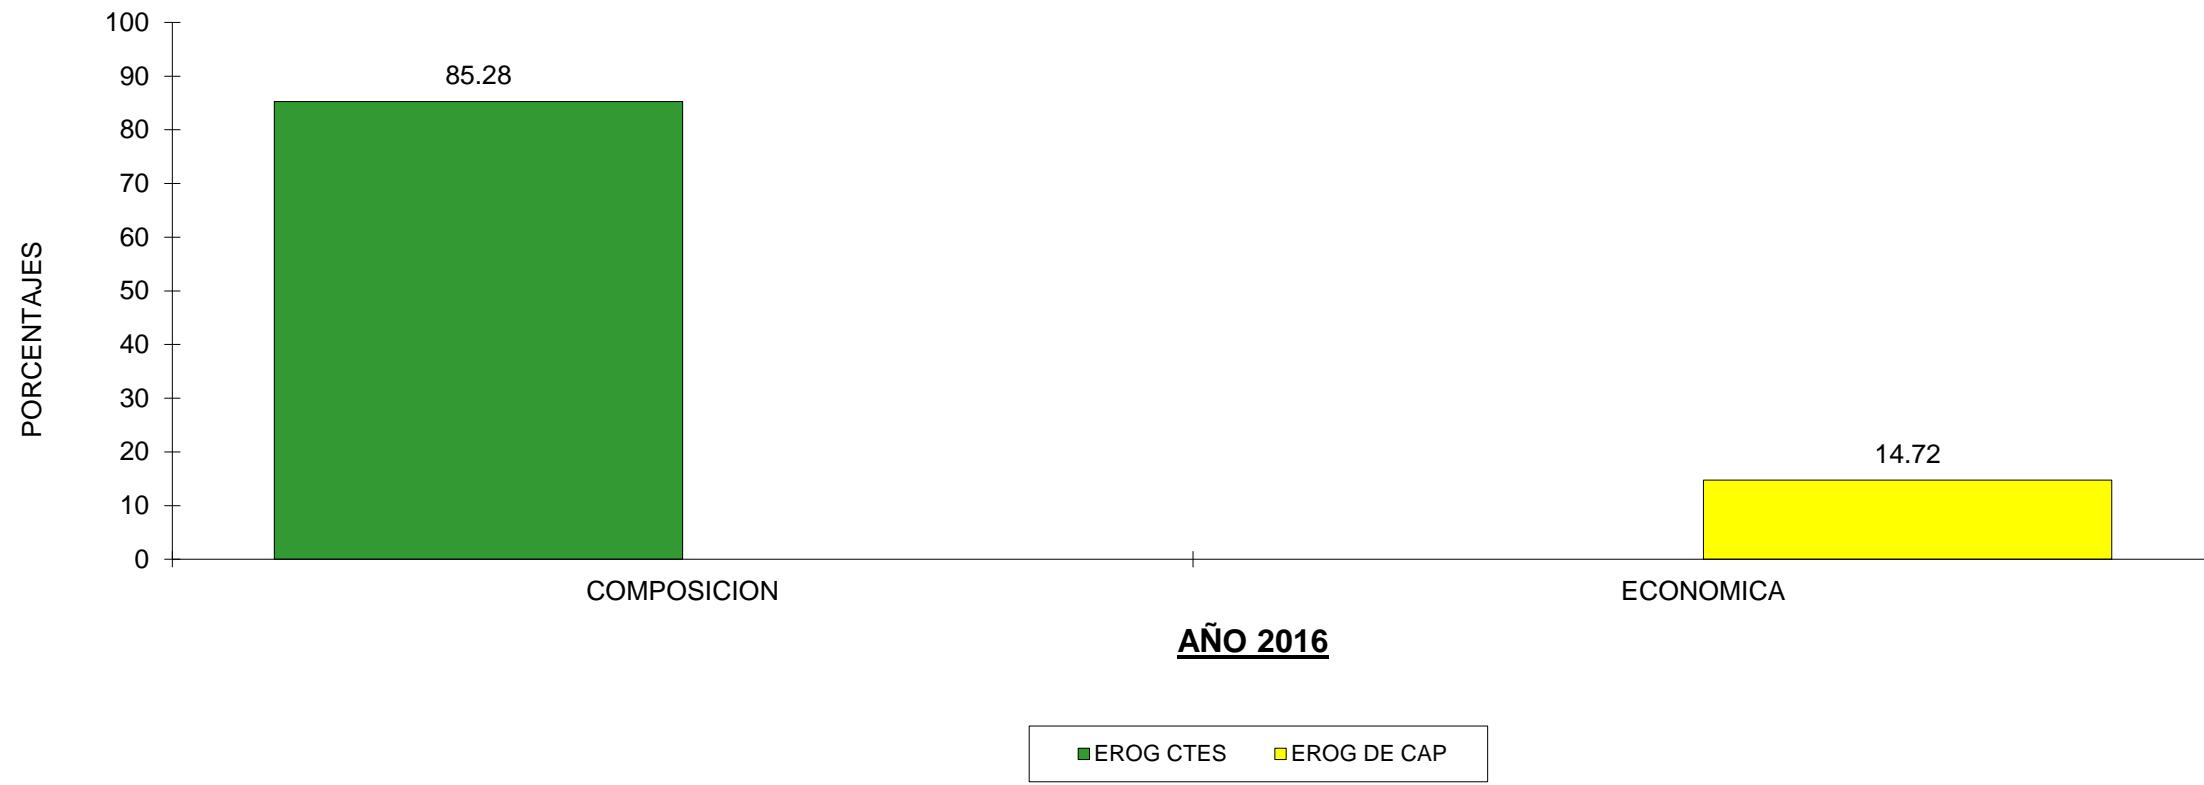 100
90
80
70
60
50
40
30
20
10
0
PORCENTAJES
85.28
14.72
COMPOSICION
ECONOMICA
AÑO 2016
EROG CTES
EROG DE CAP